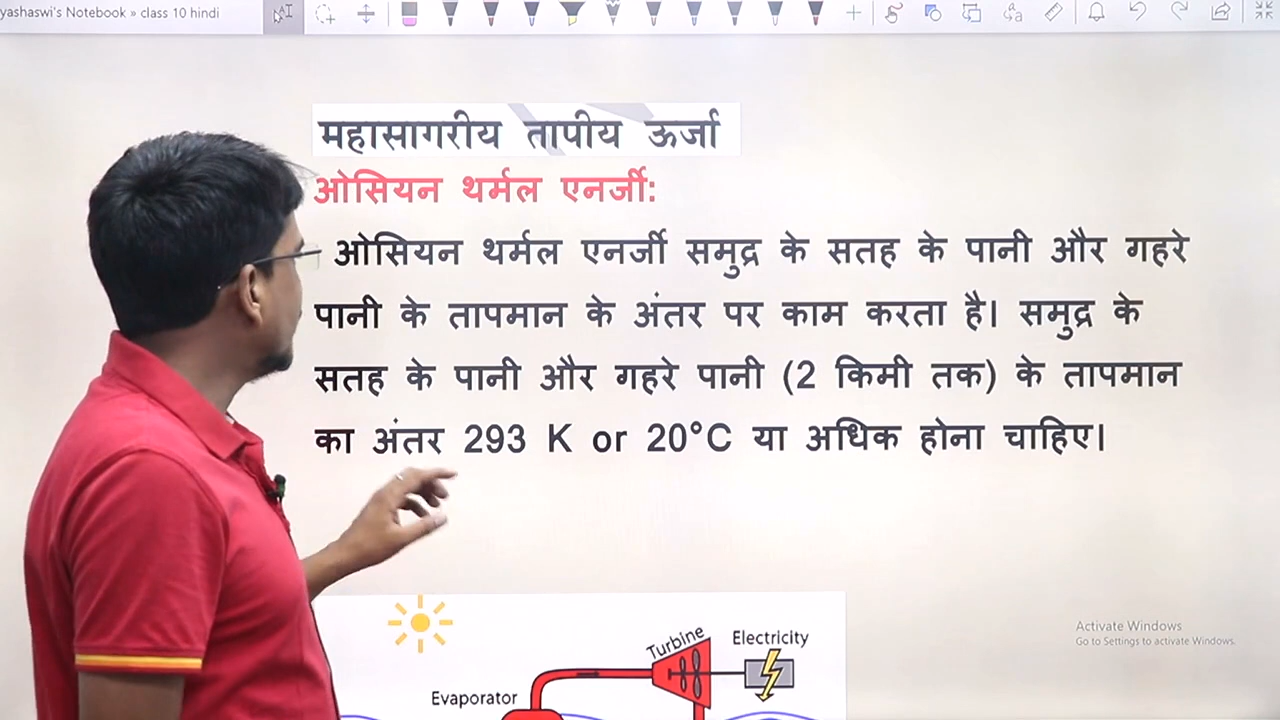 yashaswi's Notebook » class 10 hindi
महासागरीय तापीय ऊर्जा
ओसियन थर्मल एनर्जी:
ओसियन थर्मल एनर्जी समुद्र के सतह के पानी और गहरे
पानी के तापमान के अंतर पर काम करता है। समुद्र के
सतह के पानी और गहरे पानी (2 किमी तक) के तापमान
का अंतर 293 K or 20°C या अधिक होना चाहिए।
Turbine
Electricity
Evaporator
Activate Windows
Go to Settings to activate Windows.